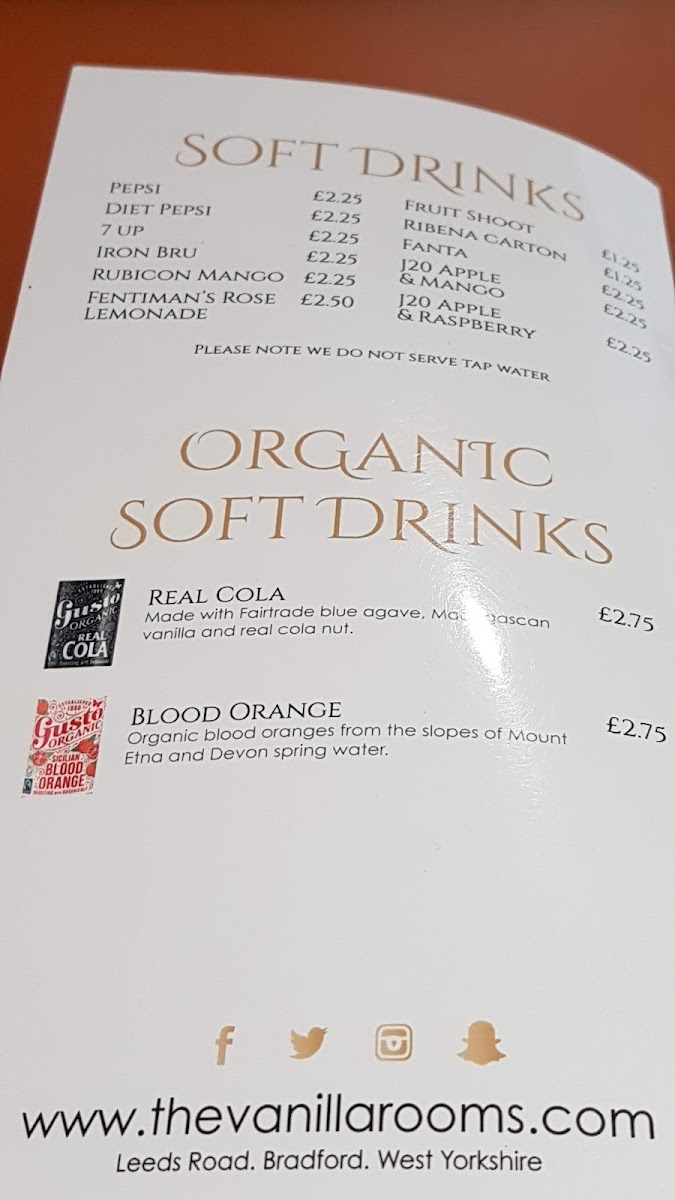 SOFT DRINKS
PEPSI £2.25
DIET PEPSI £2.25
7 UP £2.25
IRON BRU £2.25
RUBICON MANGO £2.25
FENTIMAN'S ROSE £2.50
LEMONADE
FRUIT SHOOT £1.25
RIBENA CARTON £1.25
FANTA £2.25
J20 APPLE £2.25
& MANGO
J20 APPLE
& RASPBERRY £2.25
PLEASE NOTE WE DO NOT SERVE TAP WATER
ORGANIC
SOFT DRINKS
ESTABLISHED
1990
Gusto
ORGANIC
REAL
COLA
REAL COLA £2.75
Made with Fairtrade blue agave, Madagascan
vanilla and real cola nut.
ESTABLISHED
1990
Gusto
ORGANIC
SICILIAN
BLOOD
ORANGE
BLOOD ORANGE £2.75
Organic blood oranges from the slopes of Mount
Etna and Devon spring water.
www.thevanillarooms.com
Leeds Road. Bradford. West Yorkshire